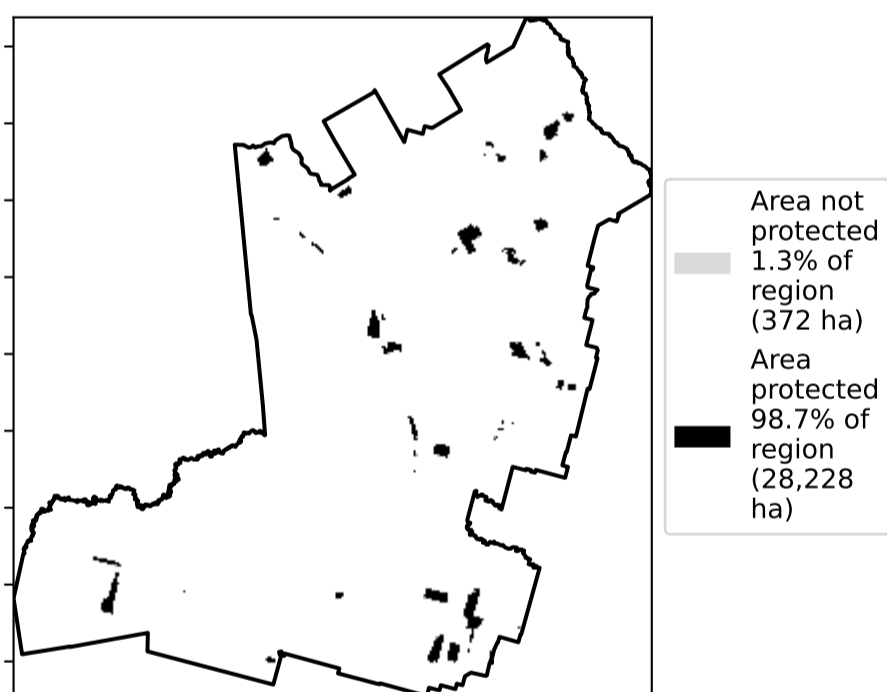 Area not
protected
1.3% of
region
(372 ha)
Area
protected
98.7% of
region
(28,228
ha)